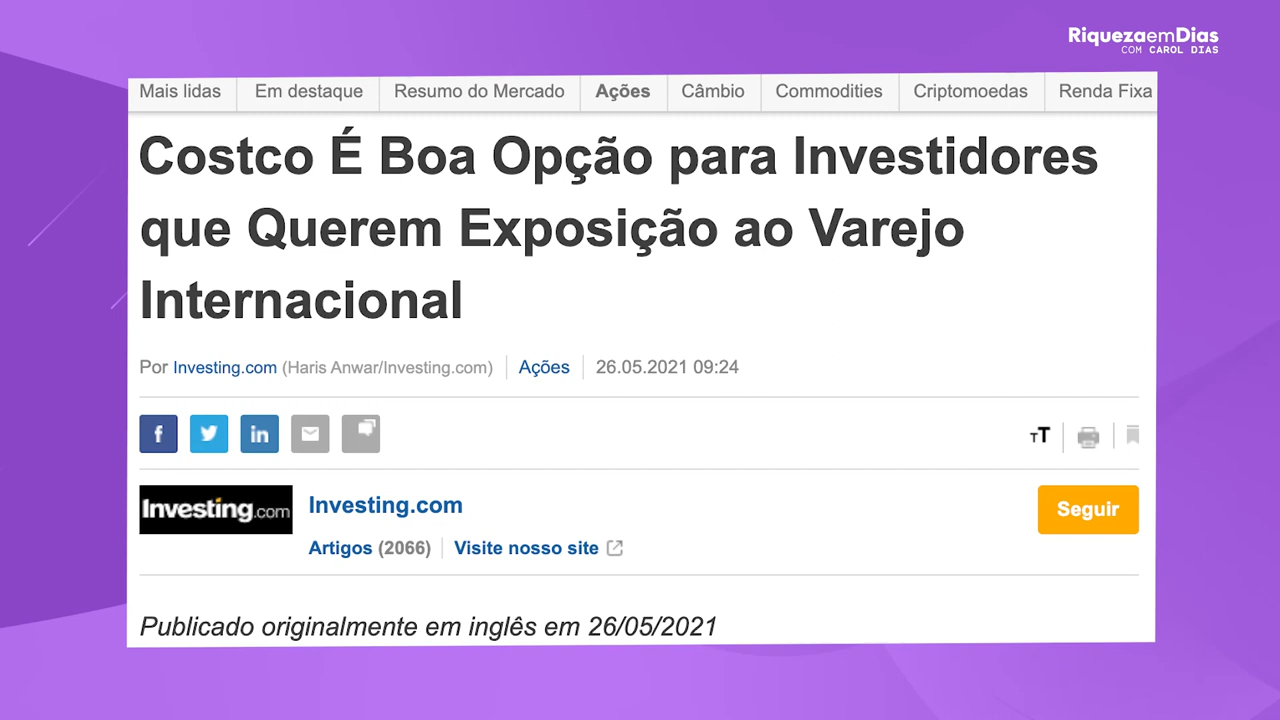 RiquezaemDias
COM CAROL DIAS
Mais lidas Em destaque Resumo do Mercado Ações Câmbio Commodities Criptomoedas Renda Fixa
Costco É Boa Opção para Investidores
que Querem Exposição ao Varejo
Internacional
Por Investing.com (Haris Anwar/Investing.com) Ações 26.05.2021 09:24
f in TT
Investing.com Investing.com Seguir
Artigos (2066) Visite nosso site
Publicado originalmente em inglês em 26/05/2021